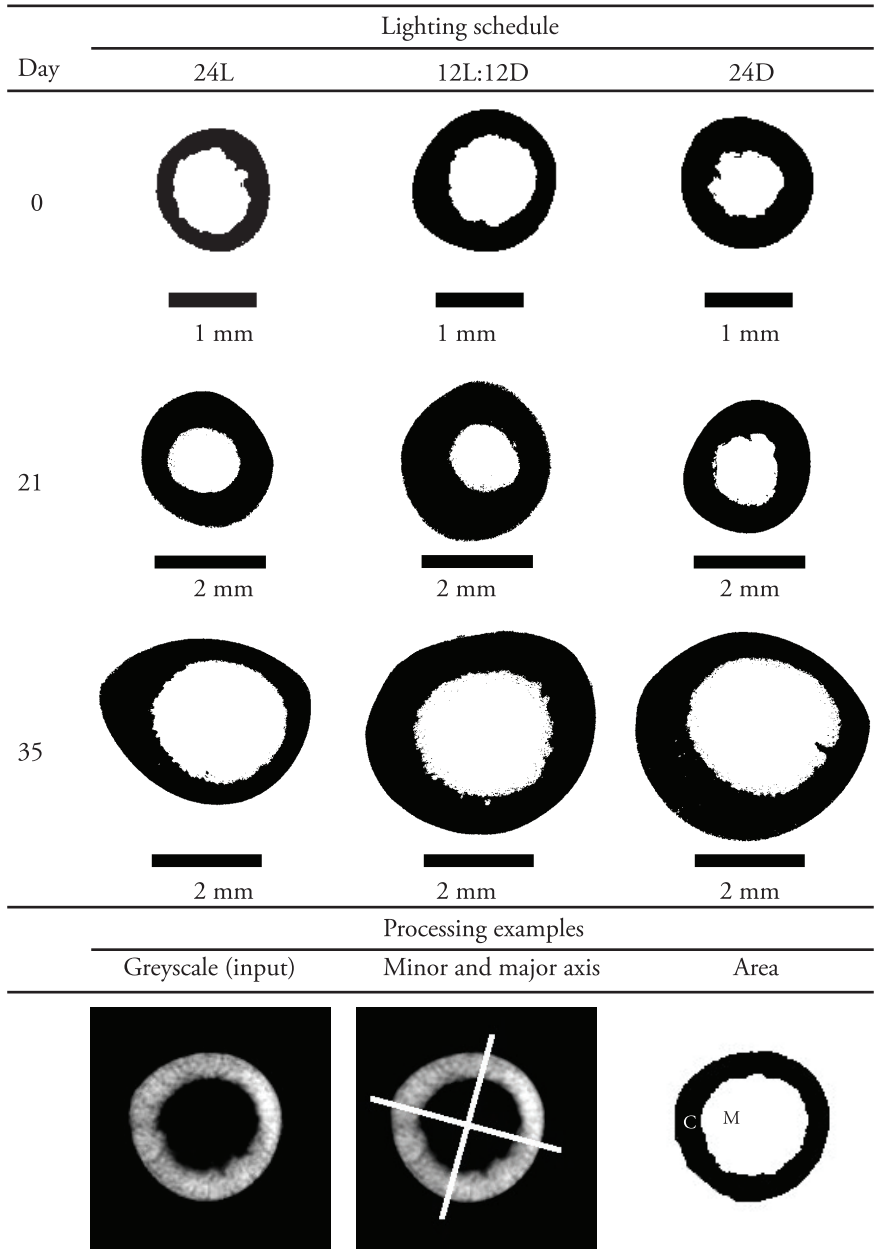 Lighting schedule
Day 24L 12L:12D 24D
0
1 mm 1 mm 1 mm
21
2 mm 2 mm 2 mm
35
2 mm 2 mm 2 mm
Processing examples
Greyscale (input) Minor and major axis Area
C M